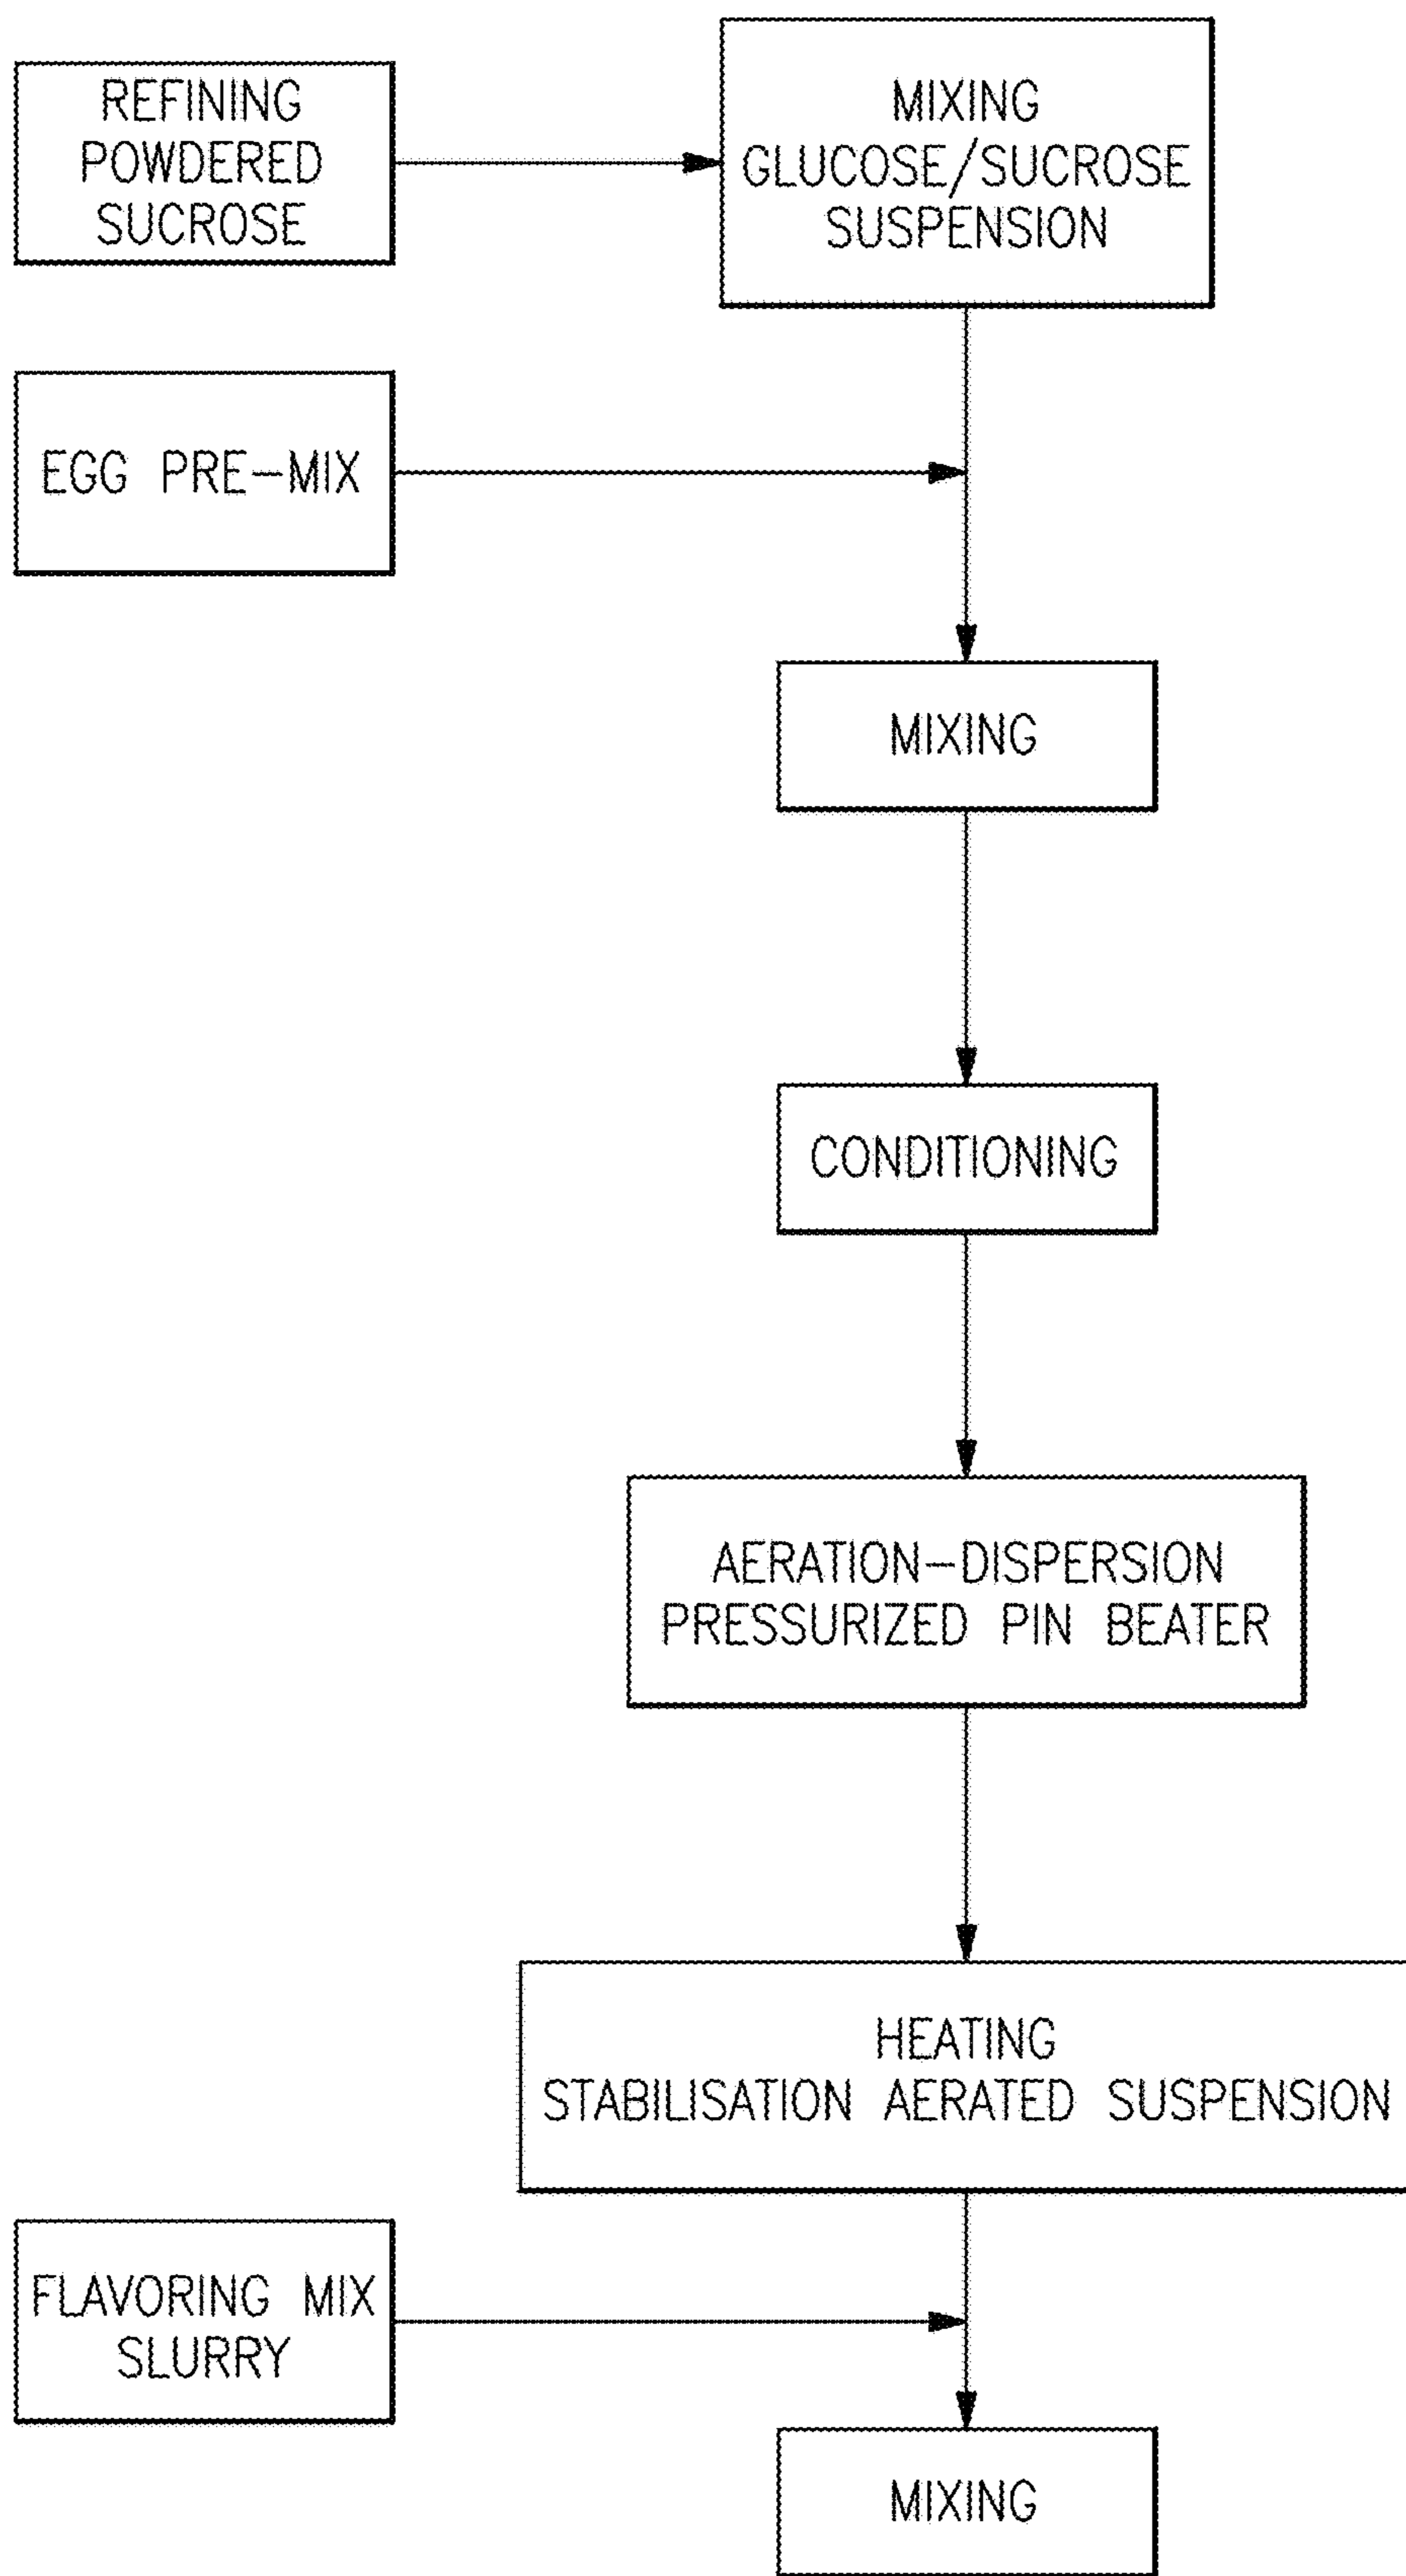 REFINING
POWDERED
SUCROSE
MIXING
GLUCOSE/SUCROSE
SUSPENSION
EGG PRE-MIX
MIXING
CONDITIONING
AERATION-DISPERSION
PRESSURIZED PIN BEATER
HEATING
STABILISATION AERATED SUSPENSION
FLAVORING MIX
SLURRY
MIXING